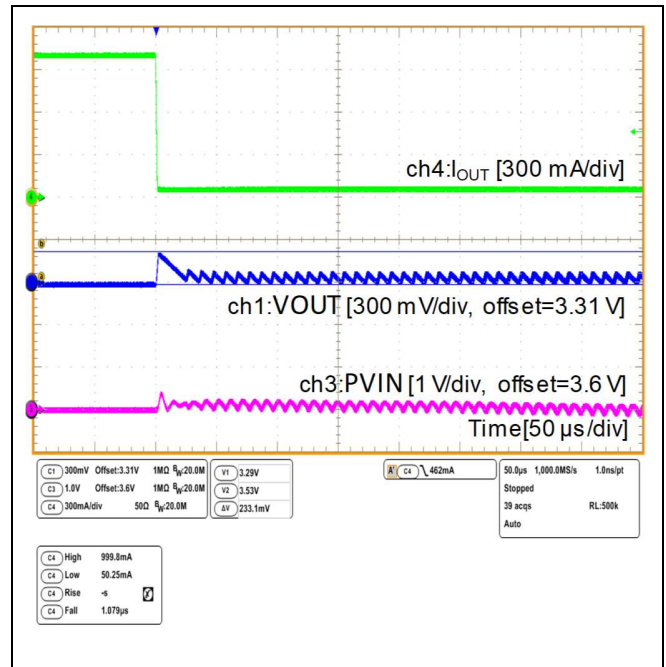 ch4:IOUT [300 mA/div]
4
b
a
ch1:VOUT [300 mV/div, offset=3.31 V]
ch3:PVIN [1 V/div, offset=3.6 V]
Time[50 µs/div]
C1 300mV Offset:3.31V 1MΩ BW:20.0M
C3 1.0V Offset:3.6V 1MΩ BW:20.0M
C4 300mA/div 50Ω BW:20.0M
V1 3.29V
V2 3.53V
ΔV 233.1mV
A' C4 462mA
50.0µs 1,000.0MS/s 1.0ns/pt
Stopped
39 acqs RL:500k
Auto
C4 High 999.8mA
C4 Low 50.25mA
C4 Rise -s
C4 Fall 1.079µs